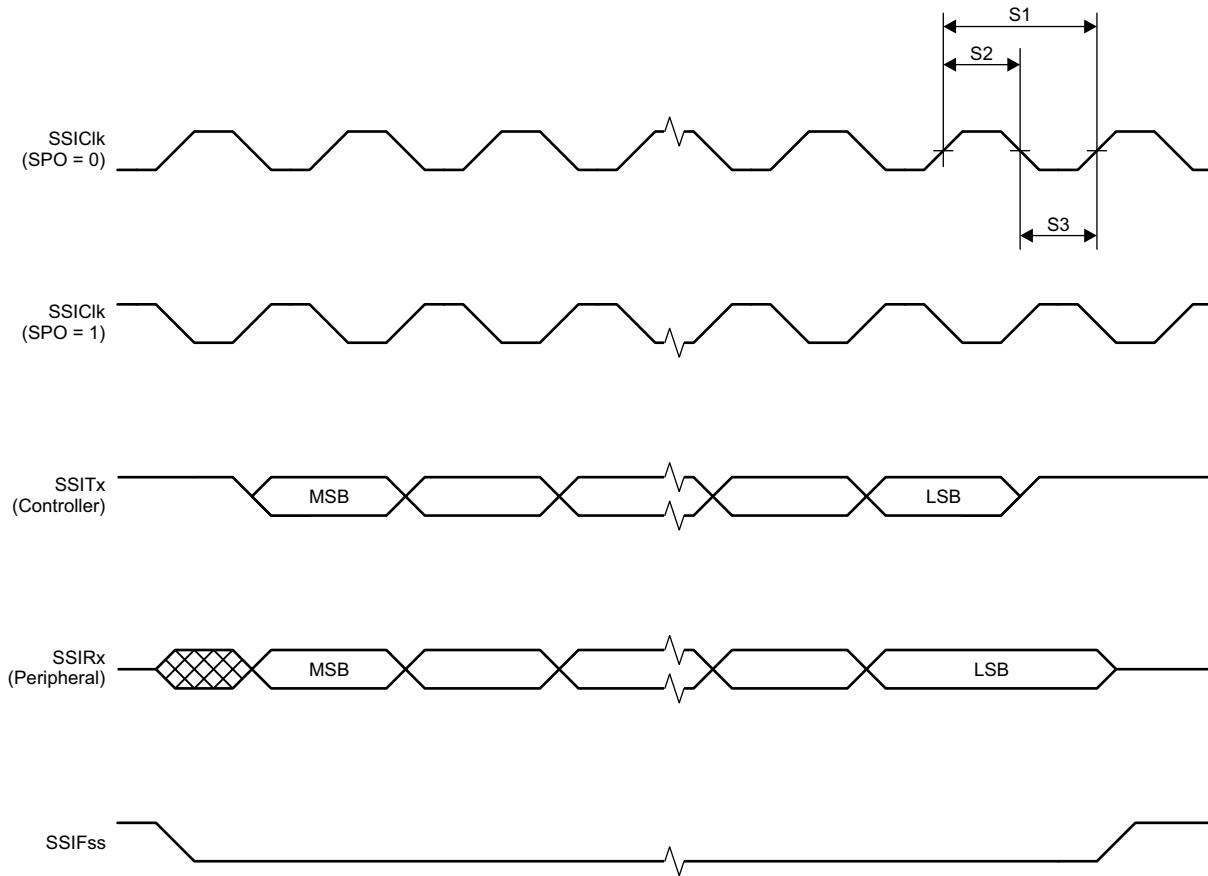 S1
S2
SSIClk
(SPO = 0)
S3
SSIClk
(SPO = 1)
SSITx
(Controller)
MSB
LSB
SSIRx
(Peripheral)
MSB
LSB
SSIFss